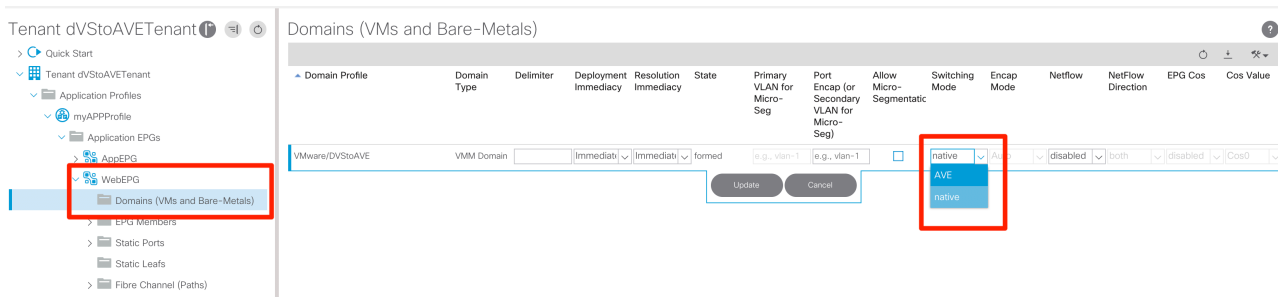 Tenant dVStoAVETenant
Quick Start
Tenant dVStoAVETenant
Application Profiles
myAPPProfile
Application EPGs
AppEPG
WebEPG
Domains (VMs and Bare-Metals)
EPG Members
Static Ports
Static Leafs
Fibre Channel (Paths)
Domains (VMs and Bare-Metals)
?
Domain Profile
Domain
Type
Delimiter
Deployment
Immediacy
Resolution
Immediacy
State
Primary
VLAN for
Micro-
Seg
Port
Encap (or
Secondary
VLAN for
Micro-
Seg)
Allow
Micro-
Segmentatic
Switching
Mode
Encap
Mode
Netflow
NetFlow
Direction
EPG Cos
Cos Value
VMware/DVStoAVE
VMM Domain
Immediat
Immediat
formed
e.g., vlan-1
e.g., vlan-1
native
Auto
disabled
both
disabled
Cos0
AVE
native
Update
Cancel